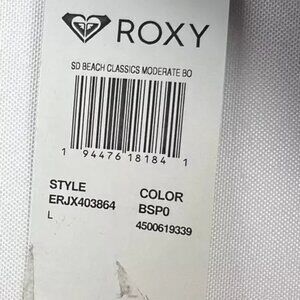 ROXY
SD BEACH CLASSICS MODERATE BO
1 94476 18184 1
STYLE COLOR
ERJX403864 BSP0
L 4500619339